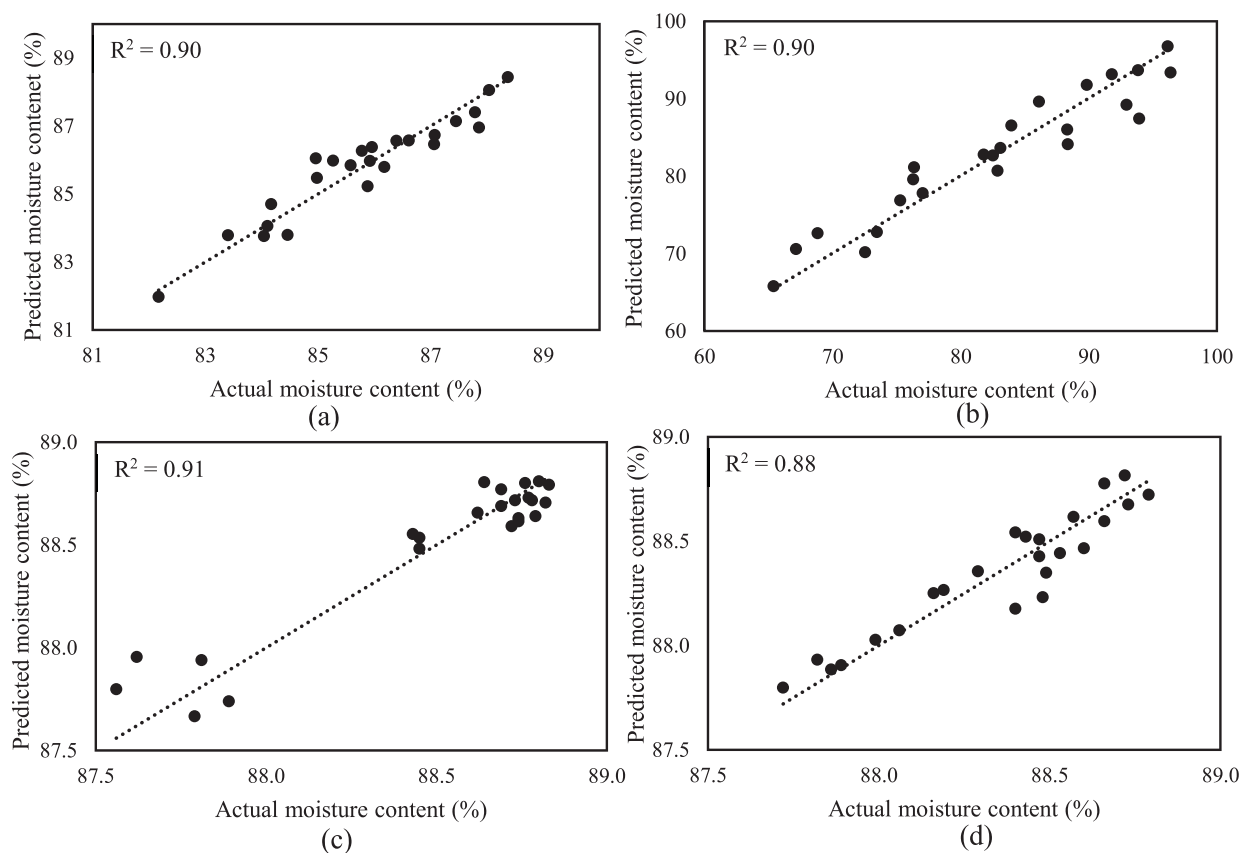 R² = 0.90
Predicted moisture contenet (%)
89
87
85
83
81
81 83 85 87 89
Actual moisture content (%)
(a)
R² = 0.90
Predicted moisture content (%)
100
90
80
70
60
60 70 80 90 100
Actual moisture content (%)
(b)
R² = 0.91
Predicted moisture content (%)
89.0
88.5
88.0
87.5
87.5 88.0 88.5 89.0
Actual moisture content (%)
(c)
R² = 0.88
Predicted moisture content (%)
89.0
88.5
88.0
87.5
87.5 88.0 88.5 89.0
Actual moisture content (%)
(d)